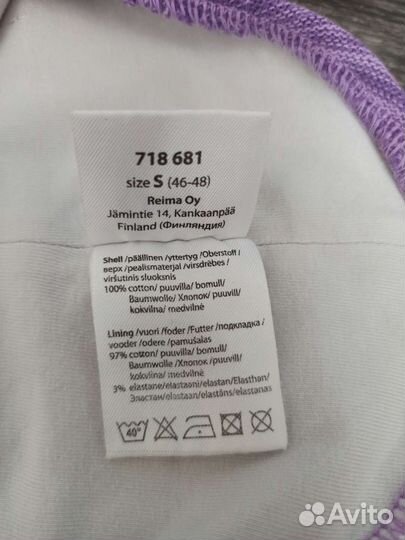 718 681
size S (46-48)
Reima Oy
Jämintie 14, Kankaanpää
Finland (Финляндия)
Shell /päällinen /yttertyg /Oberstoff/
верх /pealismaterjal /virsdrēbes/
viršutinis sluoksnis
100% cotton/ puuvilla/ bomull/
Baumwolle/ Хлопок/ puuvill/
kokvilna/ medvilnė
Lining /vuori /foder /Futter /подкладка/
vooder /odere /pamušalas
97% cotton/ puuvilla/ bomull/
Baumwolle/ Хлопок /puuvill/
kokvilna/ medvilnė
3% elastane/elastaani/elastan/Elasthan/
Эластан/elastaan/elastāns/elastanas
40°
Avito